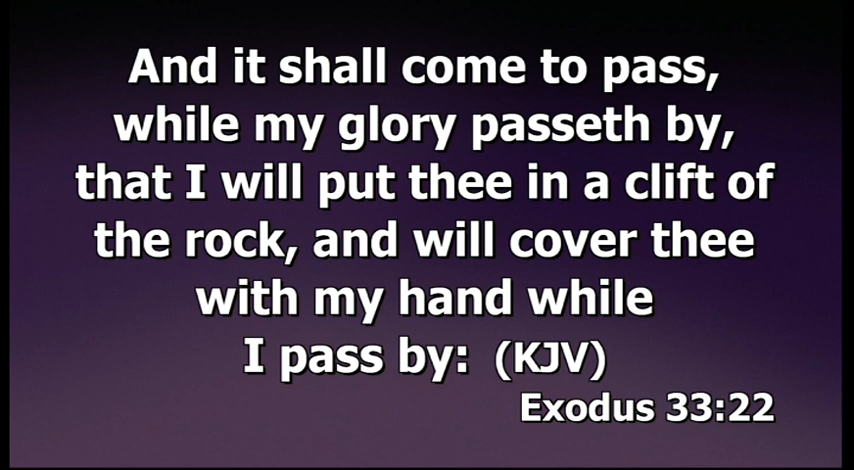 And it shall come to pass,
while my glory passeth by,
that I will put thee in a clift of
the rock, and will cover thee
with my hand while
I pass by: (KJV)
Exodus 33:22